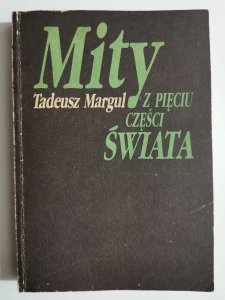 Mity
Tadeusz Margul Z PIĘCIU
CZĘŚCI
ŚWIATA